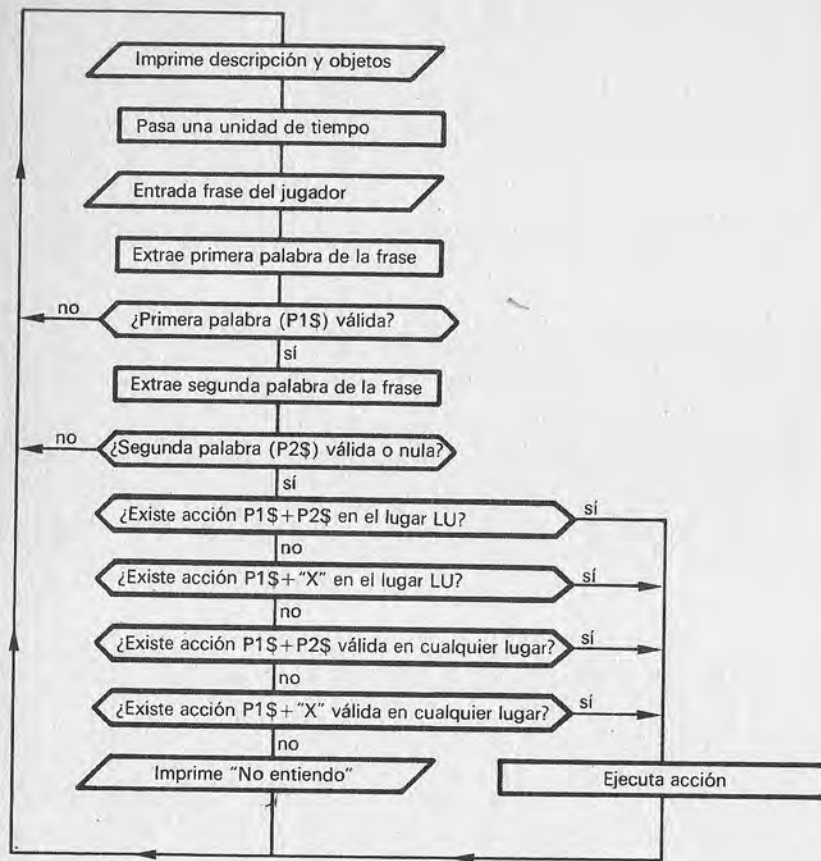 Imprime descripción y objetos
Pasa una unidad de tiempo
Entrada frase del jugador
Extrae primera palabra de la frase
no
¿Primera palabra (P1$) válida?
sí
Extrae segunda palabra de la frase
no
¿Segunda palabra (P2$) válida o nula?
sí
¿Existe acción P1$+P2$ en el lugar LU?
sí
no
¿Existe acción P1$+"X" en el lugar LU?
sí
no
¿Existe acción P1$+P2$ válida en cualquier lugar?
sí
no
¿Existe acción P1$+"X" válida en cualquier lugar?
sí
no
Imprime "No entiendo"
Ejecuta acción